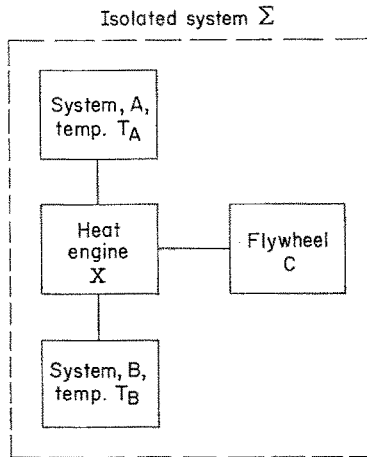 Isolated system Σ
System, A,
temp. T_A
Heat
engine
X
Flywheel
C
System, B,
temp. T_B